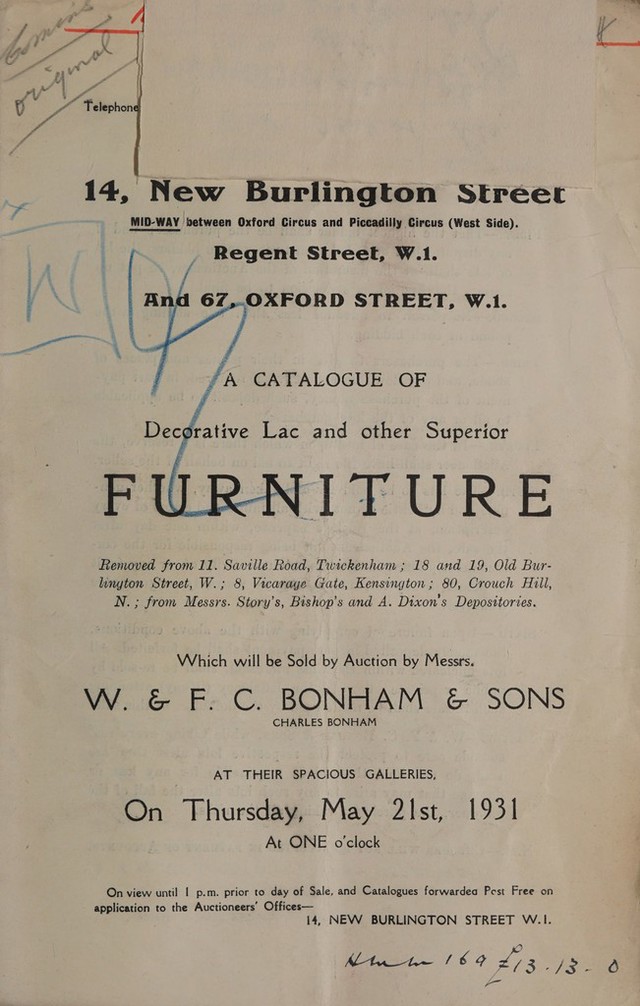 original
Telephone
14, New Burlington Street
MID-WAY between Oxford Circus and Piccadilly Circus (West Side).
Regent Street, W.1.
And 67, OXFORD STREET, W.1.
A CATALOGUE OF
Decorative Lac and other Superior
FURNITURE
Removed from 11. Saville Road, Twickenham ; 18 and 19, Old Bur-
lington Street, W. ; 8, Vicarage Gate, Kensington ; 80, Crouch Hill,
N. ; from Messrs. Story's, Bishop's and A. Dixon's Depositories.
Which will be Sold by Auction by Messrs.
W. & F. C. BONHAM & SONS
CHARLES BONHAM
AT THEIR SPACIOUS GALLERIES,
On Thursday, May 21st, 1931
At ONE o'clock
On view until 1 p.m. prior to day of Sale, and Catalogues forwarded Post Free on
application to the Auctioneers' Offices—
14, NEW BURLINGTON STREET W.1.
169 £13-13-0